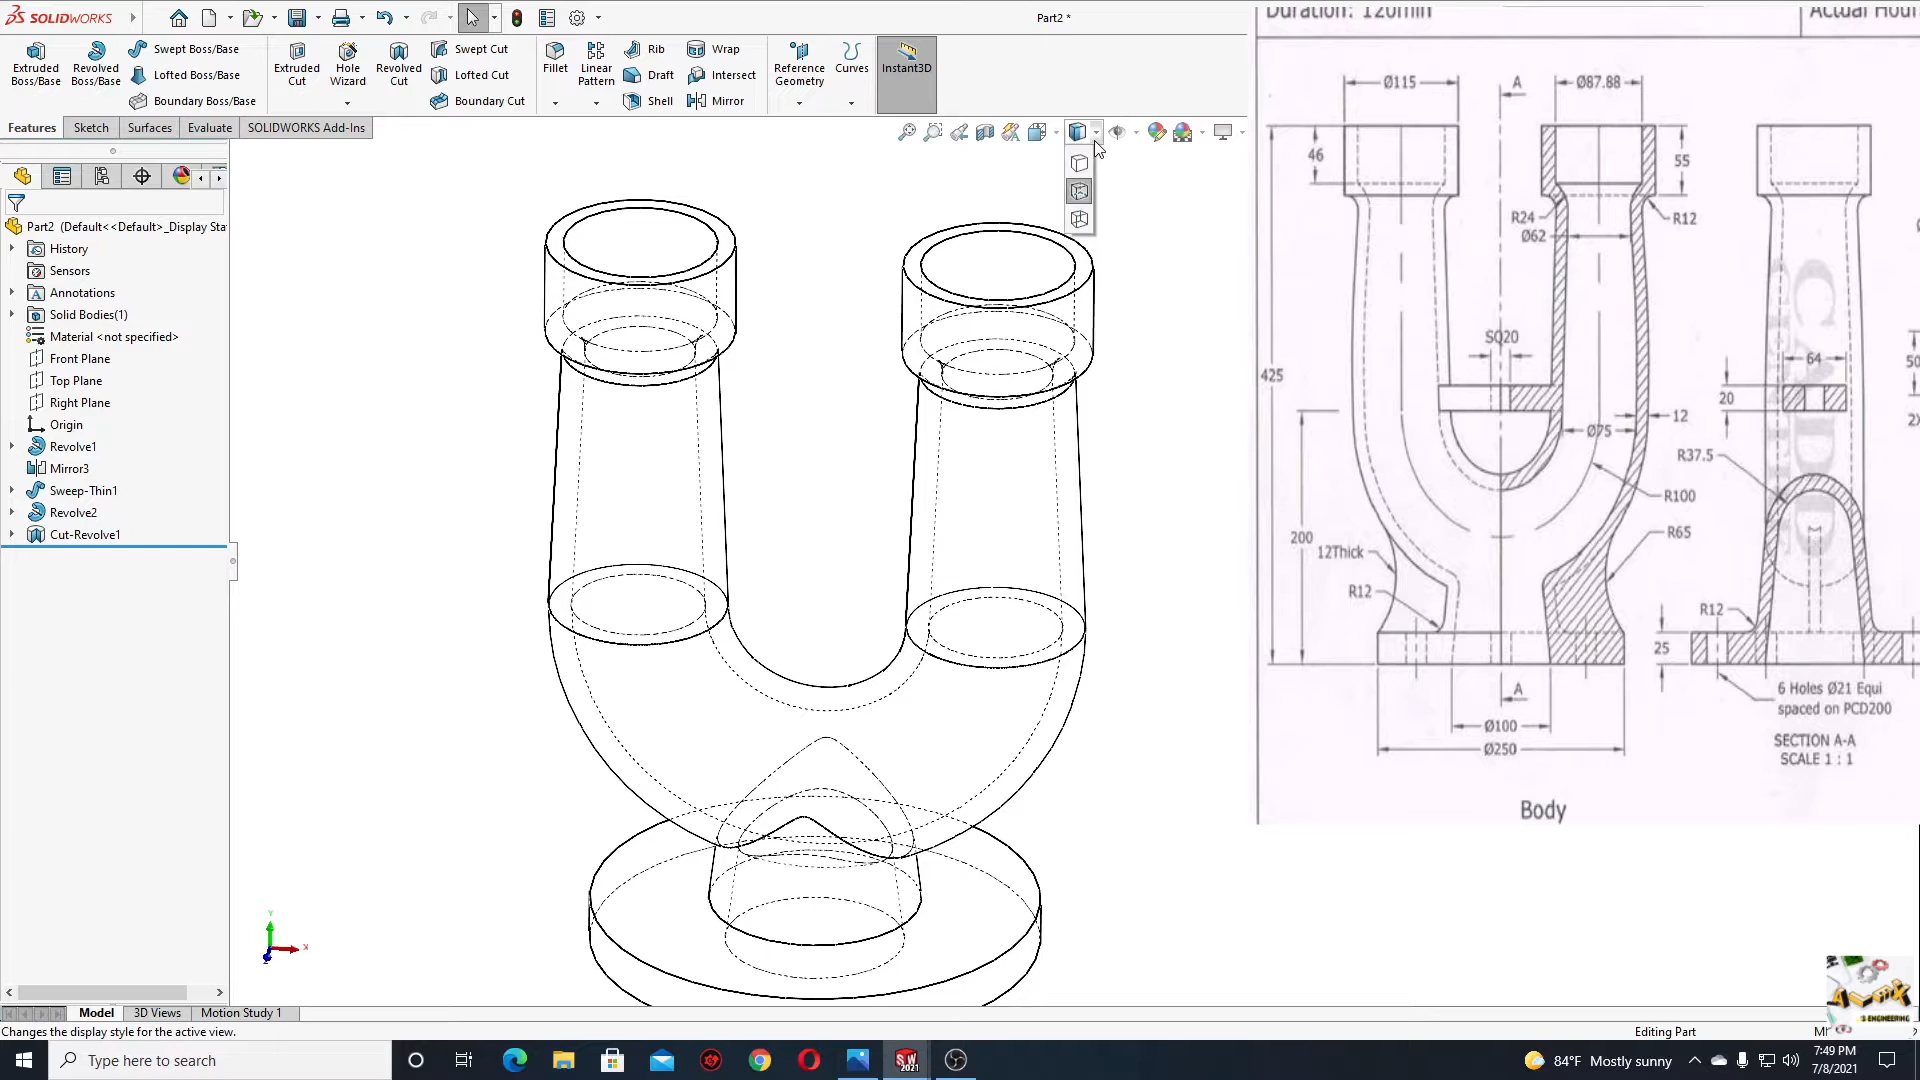 SOLIDWORKS
Part2 *
Extruded Boss/Base
Revolved Boss/Base
Swept Boss/Base
Lofted Boss/Base
Boundary Boss/Base
Extruded Cut
Hole Wizard
Revolved Cut
Swept Cut
Lofted Cut
Boundary Cut
Fillet
Linear Pattern
Rib
Draft
Shell
Wrap
Intersect
Mirror
Reference Geometry
Curves
Instant3D
Features
Sketch
Surfaces
Evaluate
SOLIDWORKS Add-Ins
Part2 (Default<<Default>_Display Sta
History
Sensors
Annotations
Solid Bodies(1)
Material <not specified>
Front Plane
Top Plane
Right Plane
Origin
Revolve1
Mirror3
Sweep-Thin1
Revolve2
Cut-Revolve1
Duration: 120min
Actual Hour
Ø115
A
Ø87.88
46
55
R24
R12
Ø62
SQ20
425
64
50
20
12
Ø75
2X
R37.5
R100
200
12Thick
R65
R12
R12
25
A
6 Holes Ø21 Equi
spaced on PCD200
Ø100
Ø250
SECTION A-A
SCALE 1 : 1
Body
Y
X
Z
Model
3D Views
Motion Study 1
Changes the display style for the active view.
Editing Part
Type here to search
SW
2021
84°F Mostly sunny
7:49 PM
7/8/2021